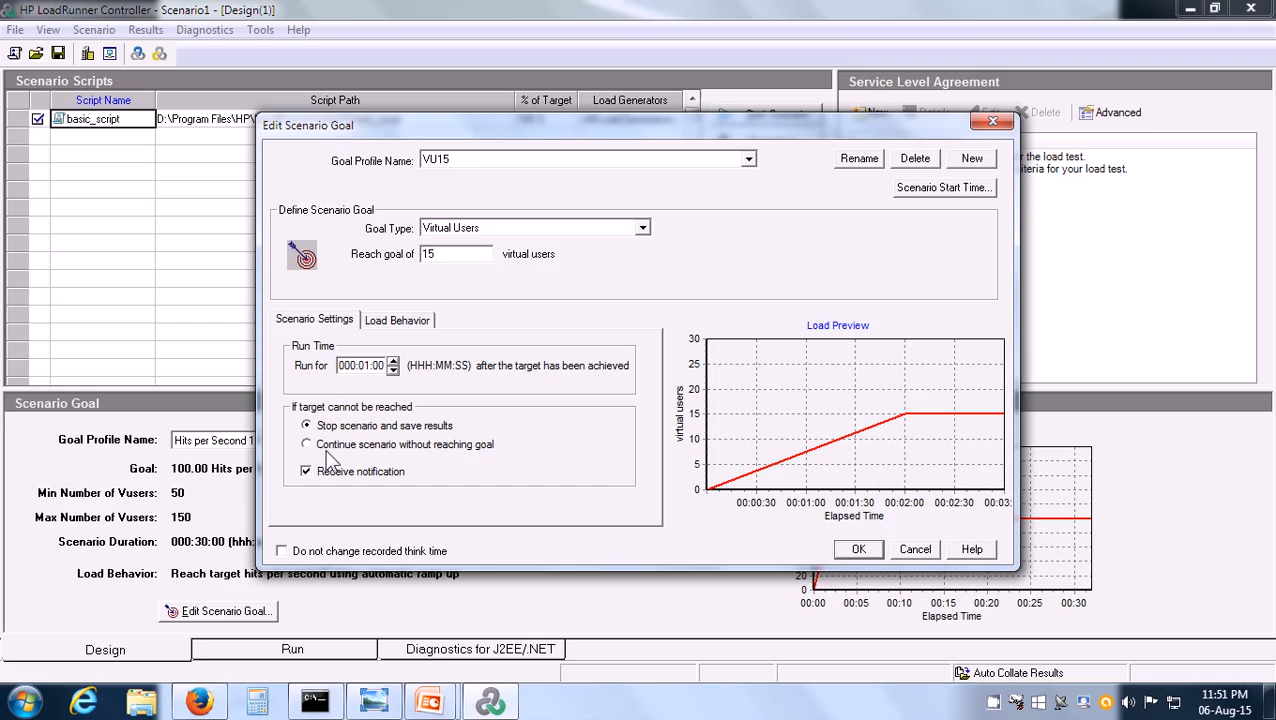 HP LoadRunner Controller - Scenario1 - [Design(1)]
File View Scenario Results Diagnostics Tools Help
Scenario Scripts
Service Level Agreement
Script Name Script Path % of Target Load Generators
basic_script D:\Program Files\HP\
New Details Edit Delete Advanced
the load test.
criteria for your load test.
Edit Scenario Goal
Goal Profile Name: VU15
Rename Delete New
Scenario Start Time...
Define Scenario Goal
Goal Type: Virtual Users
Reach goal of 15 virtual users
Scenario Settings Load Behavior
Run Time
Run for 000:01:00 (HHH:MM:SS) after the target has been achieved
If target cannot be reached
Stop scenario and save results
Continue scenario without reaching goal
Receive notification
Do not change recorded think time
Load Preview
30
25
20
15
10
5
0
virtual users
00:00:30 00:01:00 00:01:30 00:02:00 00:02:30 00:03:
Elapsed Time
OK Cancel Help
Scenario Goal
Goal Profile Name: Hits per Second 1
Goal: 100.00 Hits per
Min Number of Vusers 50
Max Number of Vusers 150
Scenario Duration: 000:30:00 (hhh:
Load Behavior: Reach target hits per second using automatic ramp up
Edit Scenario Goal...
20
0
00:00 00:05 00:10 00:15 00:20 00:25 00:30
Elapsed Time
Design Run Diagnostics for J2EE/.NET
Auto Collate Results
11:51 PM
06-Aug-15